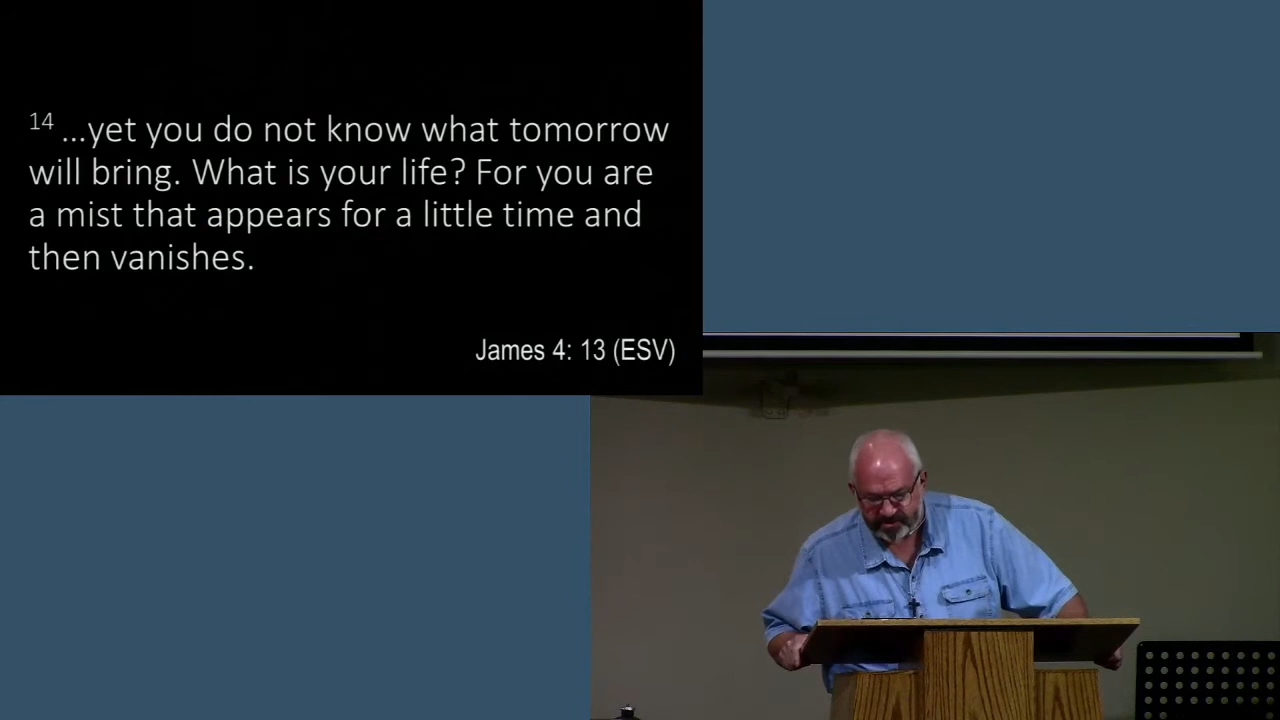 14 ...yet you do not know what tomorrow
will bring. What is your life? For you are
a mist that appears for a little time and
then vanishes.
James 4: 13 (ESV)